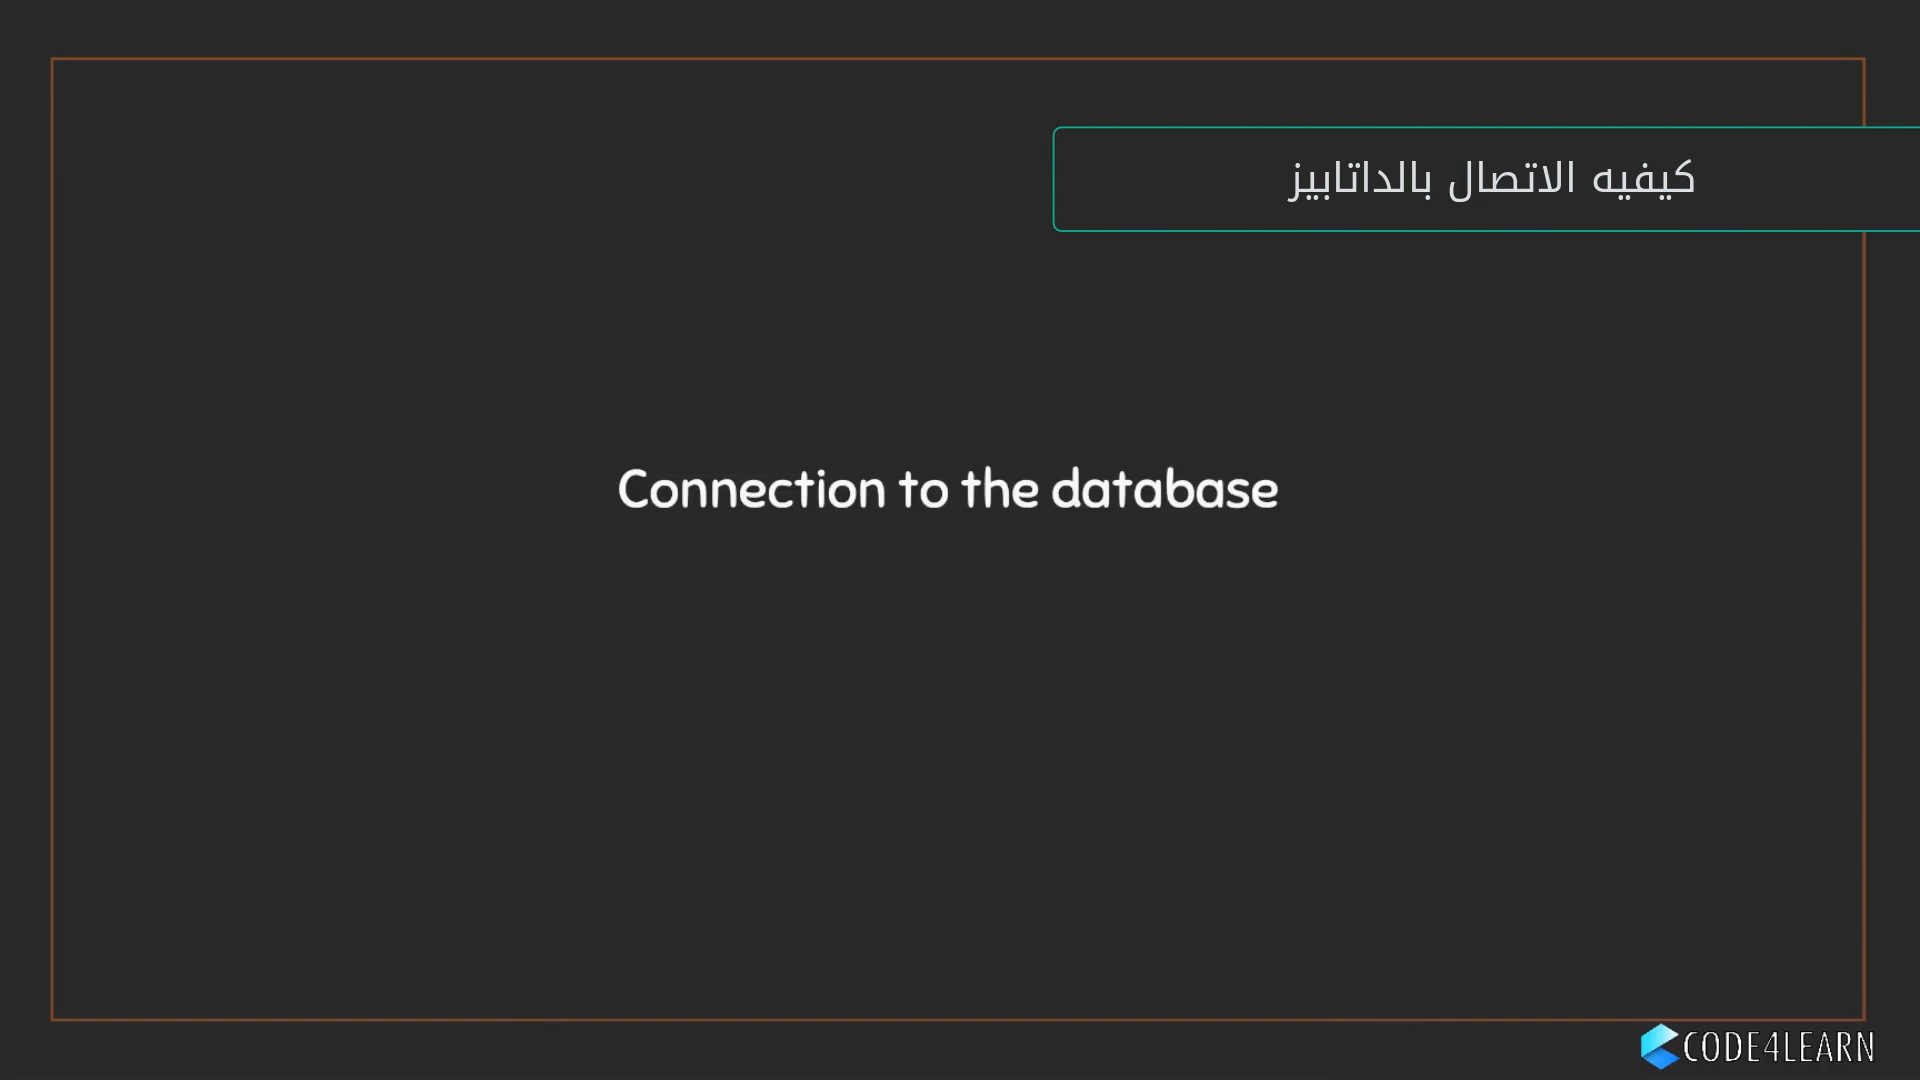 كيفيه الاتصال بالداتابيز
Connection to the database
CODE4LEARN